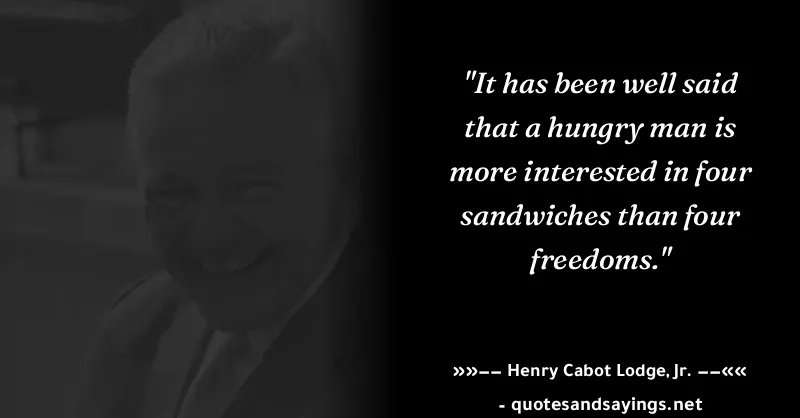 "It has been well said
that a hungry man is
more interested in four
sandwiches than four
freedoms."
»»–– Henry Cabot Lodge, Jr. ––««
- quotesandsayings.net